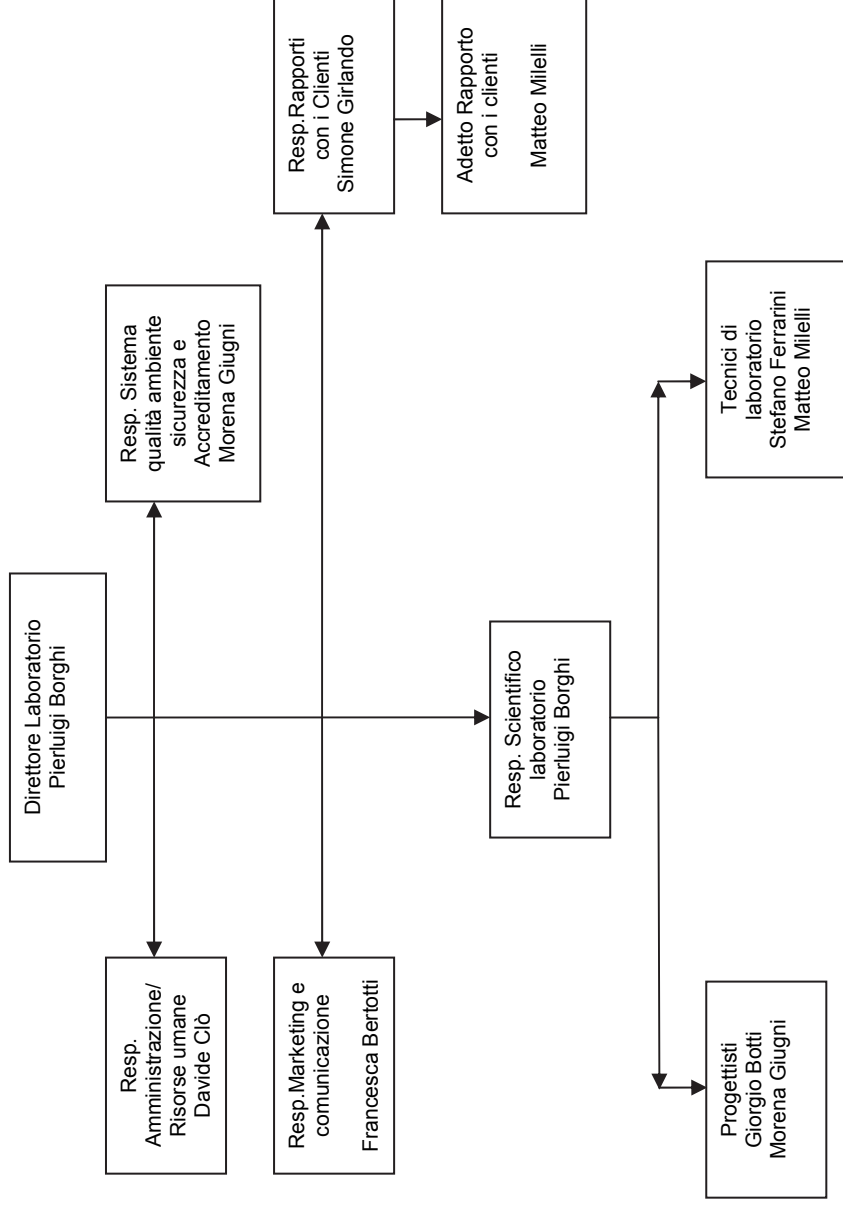 Direttore Laboratorio
Pierluigi Borghi
Resp.
Amministrazione/
Risorse umane
Davide Clò
Resp. Sistema
qualità ambiente
sicurezza e
Accreditamento
Morena Giugni
Resp.Marketing e
comunicazione
Francesca Bertotti
Resp.Rapporti
con i Clienti
Simone Girlando
Adetto Rapporto
con i clienti
Matteo Milelli
Resp. Scientifico
laboratorio
Pierluigi Borghi
Progettisti
Giorgio Botti
Morena Giugni
Tecnici di
laboratorio
Stefano Ferrarini
Matteo Milelli